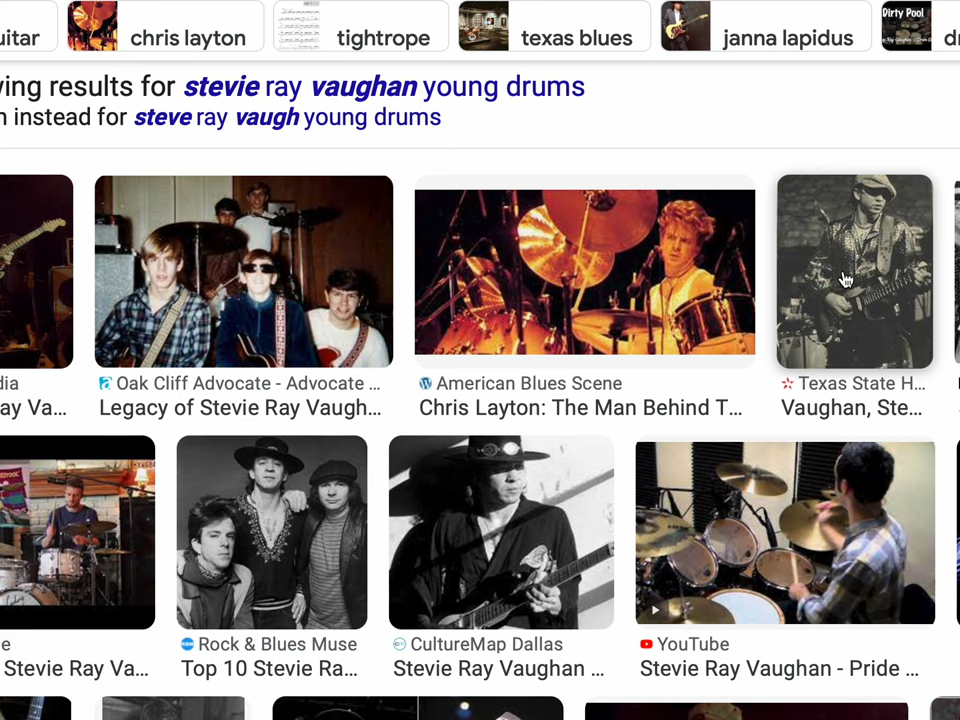 uitar chris layton tightrope texas blues janna lapidus Dirty Pool dr
ving results for stevie ray vaughan young drums
n instead for steve ray vaugh young drums
dia Oak Cliff Advocate - Advocate ... American Blues Scene Texas State H...
ay Va... Legacy of Stevie Ray Vaugh... Chris Layton: The Man Behind T... Vaughan, Ste...
e Rock & Blues Muse CultureMap Dallas YouTube
Stevie Ray Va... Top 10 Stevie Ra... Stevie Ray Vaughan ... Stevie Ray Vaughan - Pride ...